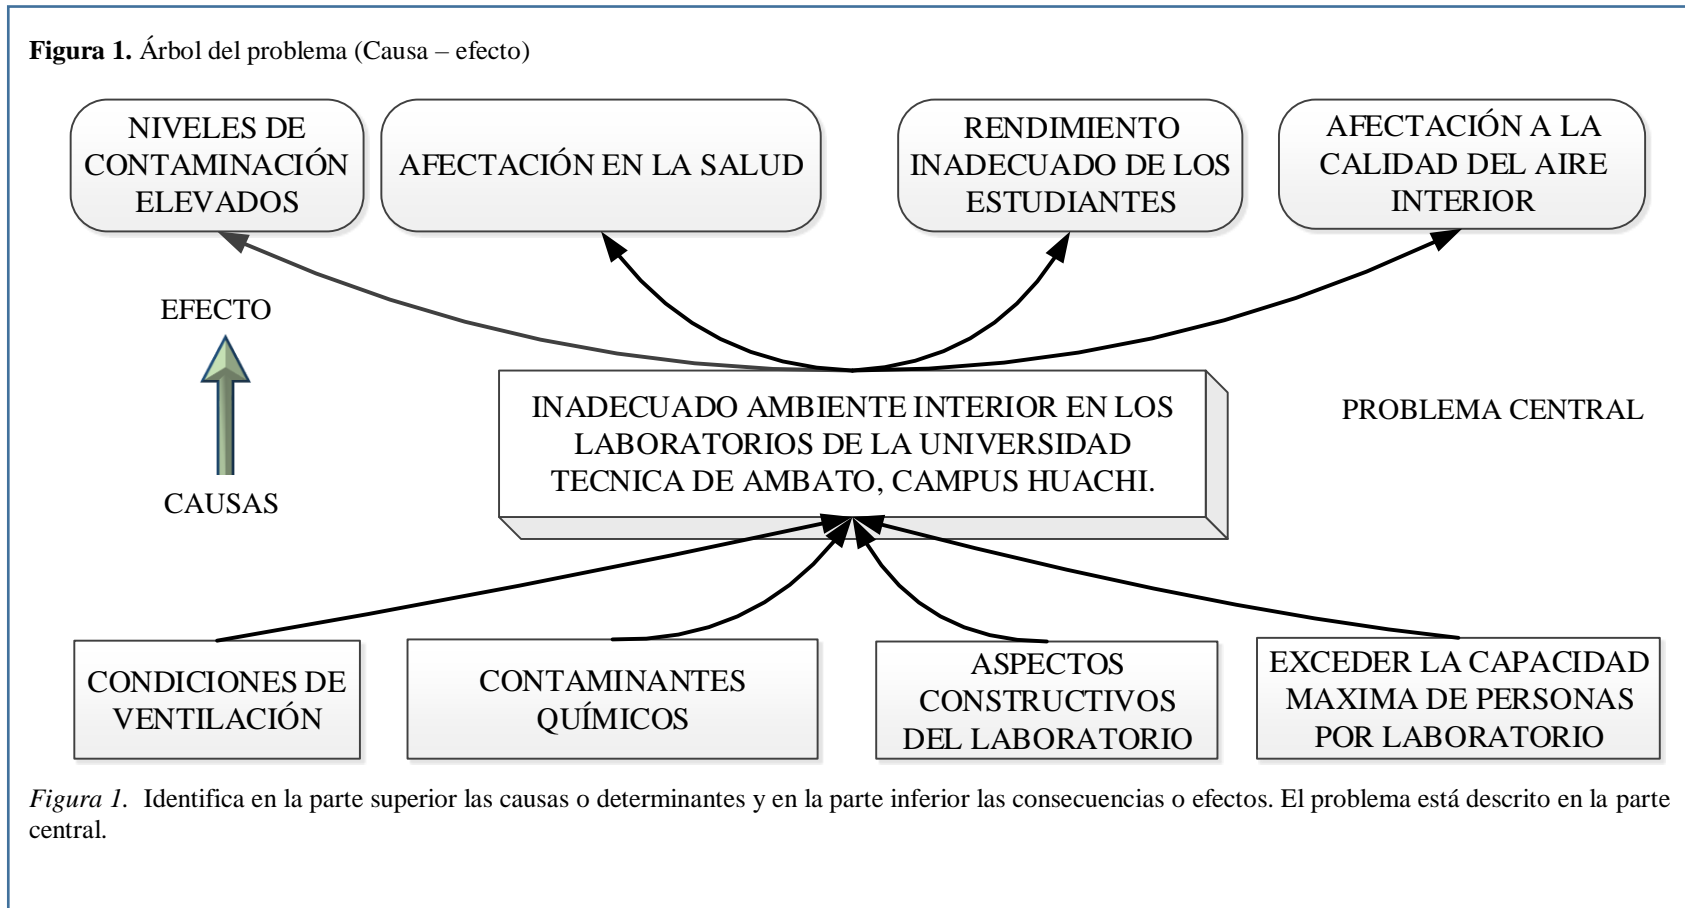 Figura 1. Árbol del problema (Causa – efecto)
NIVELES DE
CONTAMINACIÓN
ELEVADOS
AFECTACIÓN EN LA SALUD
RENDIMIENTO
INADECUADO DE LOS
ESTUDIANTES
AFECTACIÓN A LA
CALIDAD DEL AIRE
INTERIOR
EFECTO
CAUSAS
INADECUADO AMBIENTE INTERIOR EN LOS
LABORATORIOS DE LA UNIVERSIDAD
TECNICA DE AMBATO, CAMPUS HUACHI.
PROBLEMA CENTRAL
CONDICIONES DE
VENTILACIÓN
CONTAMINANTES
QUÍMICOS
ASPECTOS
CONSTRUCTIVOS
DEL LABORATORIO
EXCEDER LA CAPACIDAD
MAXIMA DE PERSONAS
POR LABORATORIO
Figura 1. Identifica en la parte superior las causas o determinantes y en la parte inferior las consecuencias o efectos. El problema está descrito en la parte
central.